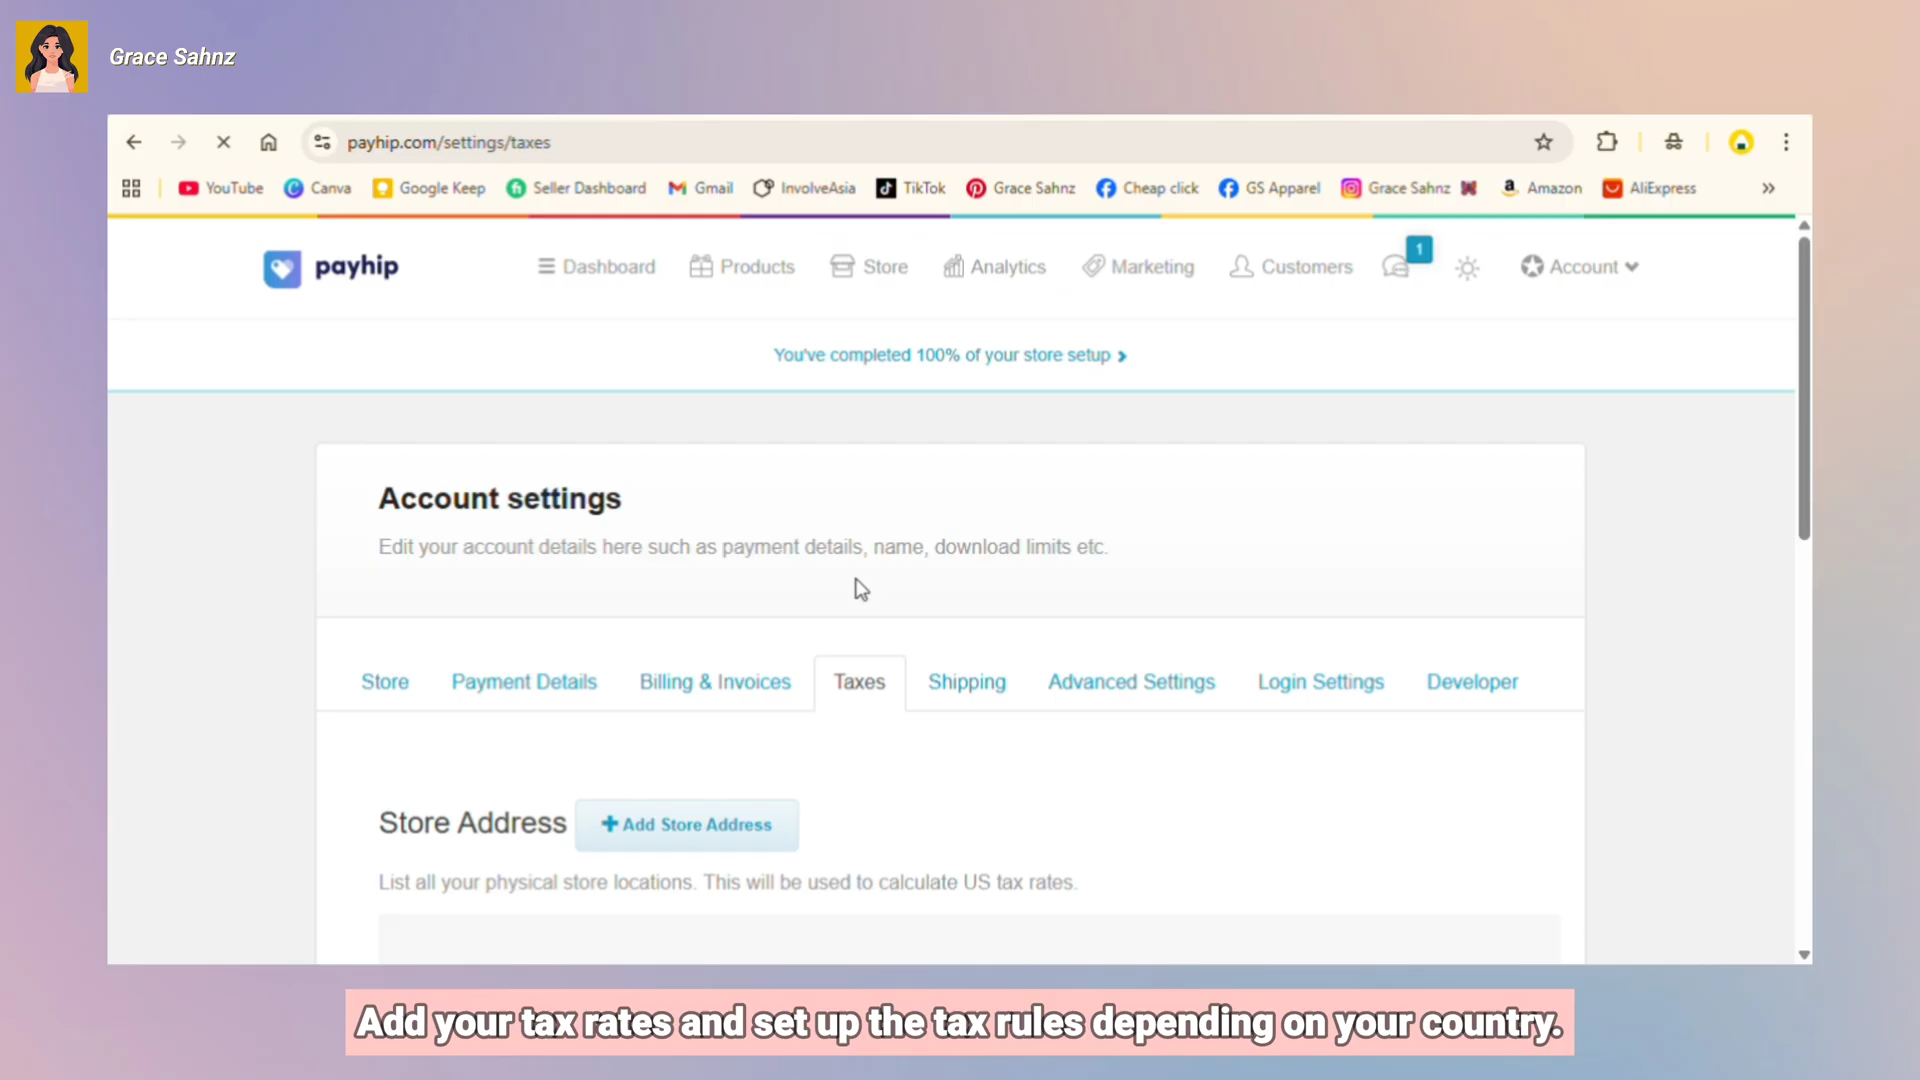 Grace Sahnz
payhip.com/settings/taxes
YouTube Canva Google Keep Seller Dashboard Gmail InvolveAsia TikTok Grace Sahnz Cheap click GS Apparel Grace Sahnz Amazon AliExpress »
payhip Dashboard Products Store Analytics Marketing Customers 1 Account
You've completed 100% of your store setup
Account settings
Edit your account details here such as payment details, name, download limits etc.
Store Payment Details Billing & Invoices Taxes Shipping Advanced Settings Login Settings Developer
Store Address + Add Store Address
List all your physical store locations. This will be used to calculate US tax rates.
Add your tax rates and set up the tax rules depending on your country.